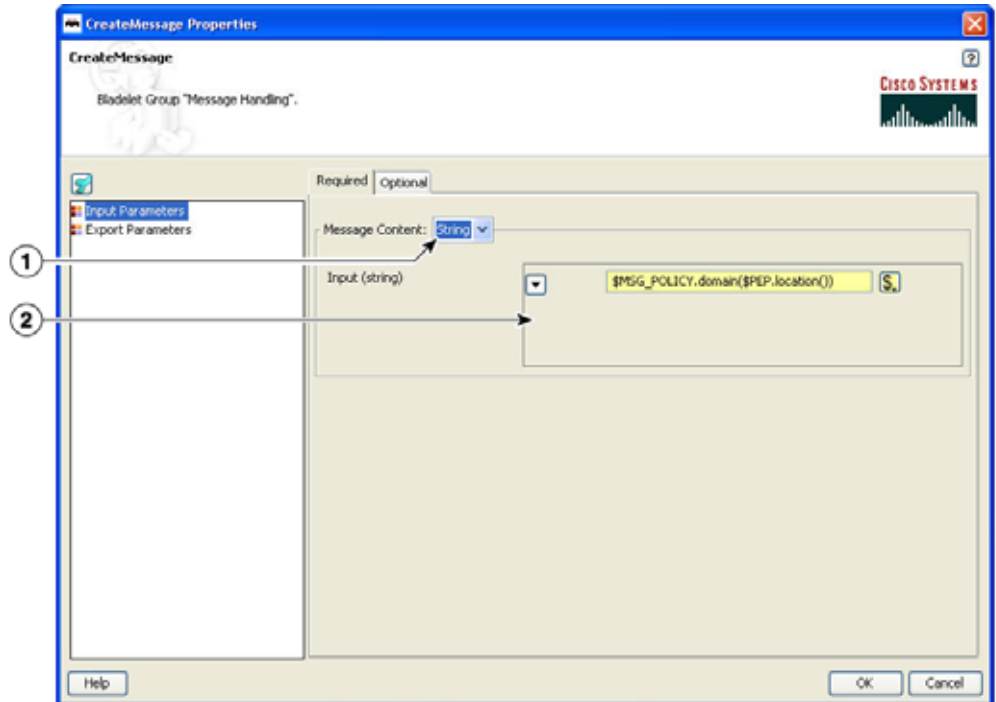 CreateMessage Properties
CreateMessage
?
Bladelet Group "Message Handling".
CISCO SYSTEMS
Required Optional
Input Parameters
Export Parameters
Message Content: String
1
Input (string)
$MSG_POLICY.domain($PEP.location())
$.
2
Help
OK
Cancel